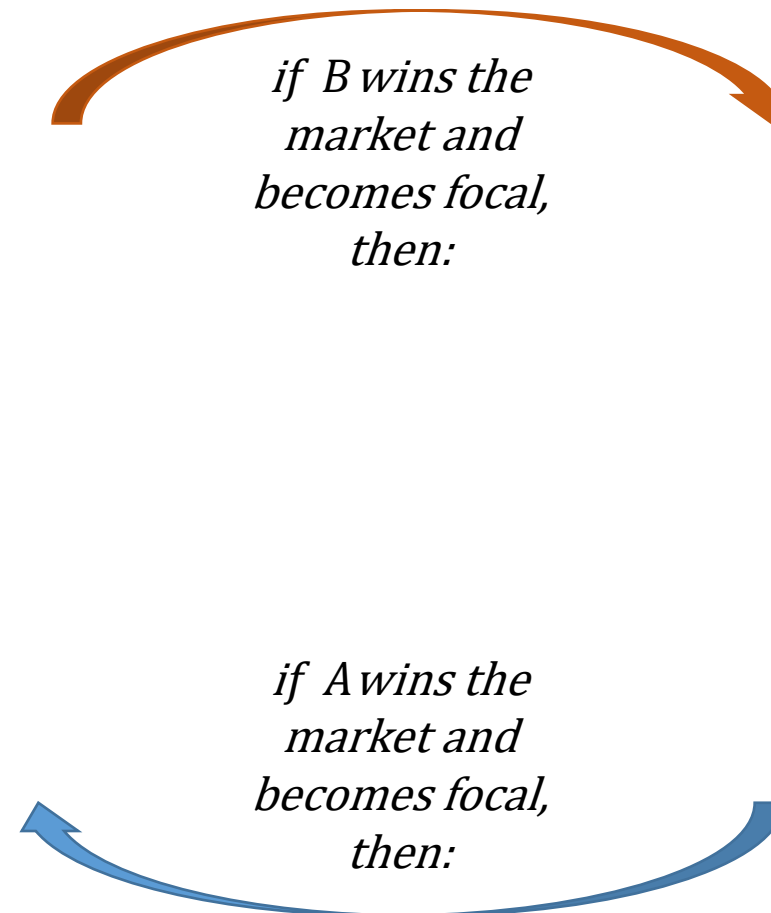 if B wins the
market and
becomes focal,
then:
if A wins the
market and
becomes focal,
then: